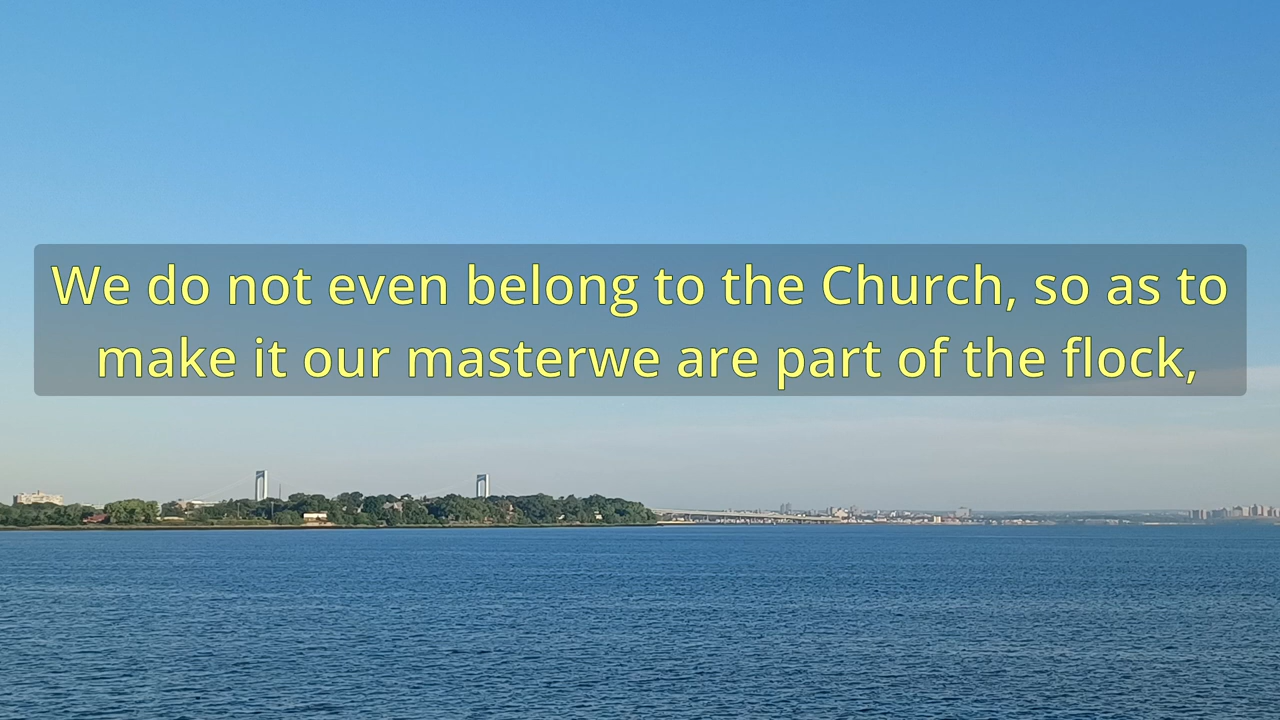 We do not even belong to the Church, so as to
make it our masterwe are part of the flock,